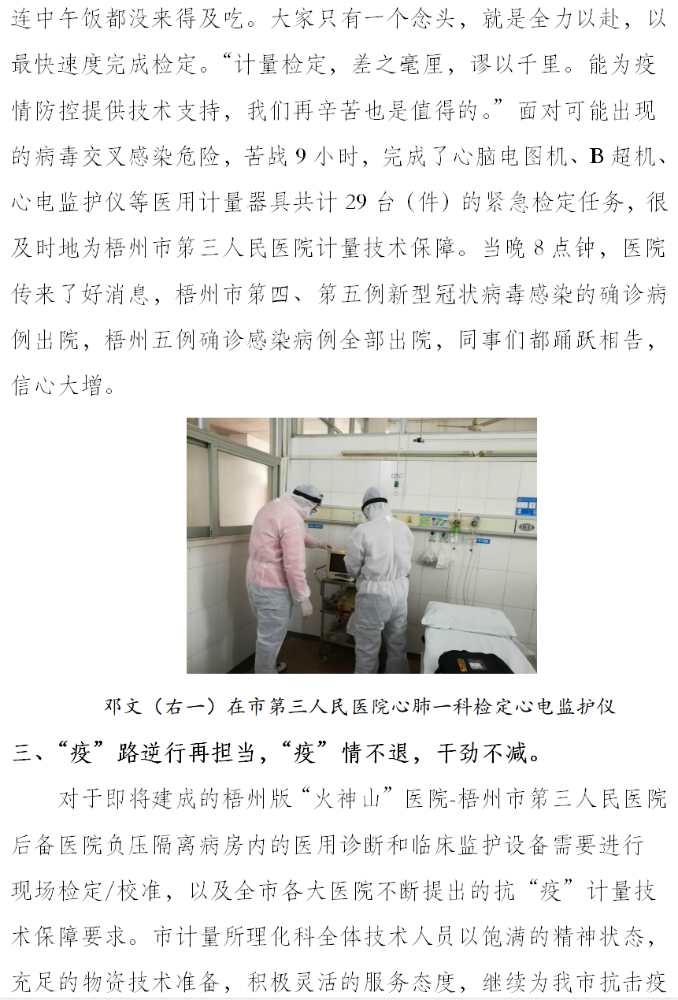 连中午饭都没来得及吃。大家只有一个念头，就是全力以赴，以
最快速度完成检定。“计量检定，差之毫厘，谬以千里。能为疫
情防控提供技术支持，我们再辛苦也是值得的。”面对可能出现
的病毒交叉感染危险，苦战 9 小时，完成了心脑电图机、B 超机、
心电监护仪等医用计量器具共计 29 台（件）的紧急检定任务，很
及时地为梧州市第三人民医院计量技术保障。当晚 8 点钟，医院
传来了好消息，梧州市第四、第五例新型冠状病毒感染的确诊病
例出院，梧州五例确诊感染病例全部出院，同事们都踊跃相告，
信心大增。
邓文（右一）在市第三人民医院心肺一科检定心电监护仪
三、“疫”路逆行再担当，“疫”情不退，干劲不减。
对于即将建成的梧州版“火神山”医院-梧州市第三人民医院
后备医院负压隔离病房内的医用诊断和临床监护设备需要进行
现场检定/校准，以及全市各大医院不断提出的抗“疫”计量技
术保障要求。市计量所理化科全体技术人员以饱满的精神状态，
充足的物资技术准备，积极灵活的服务态度，继续为我市抗击疫